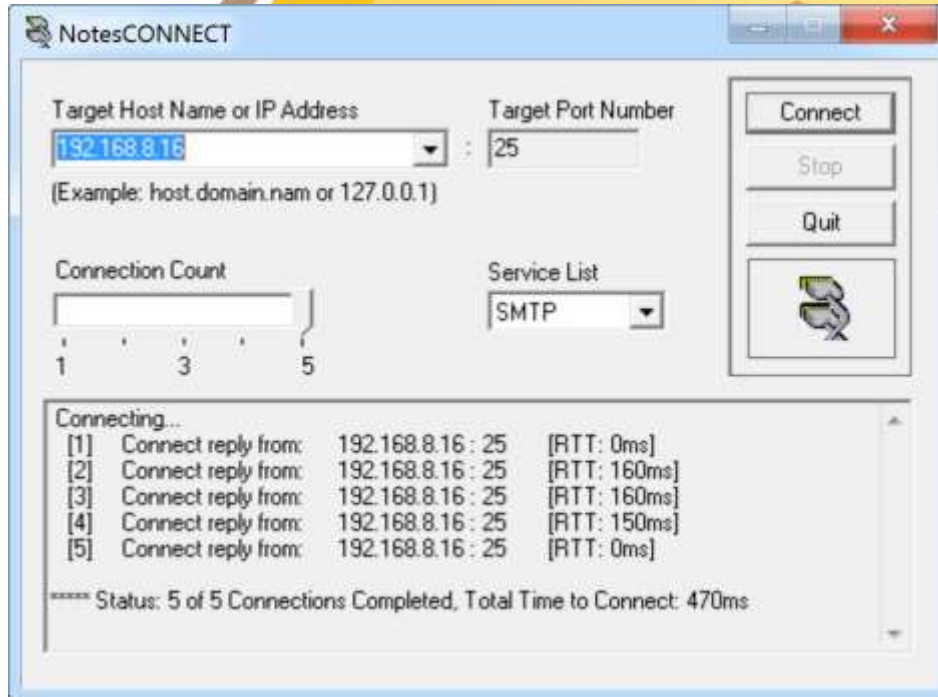 NotesCONNECT
Target Host Name or IP Address
Target Port Number
Connect
192.168.8.16
:
25
Stop
(Example: host.domain.nam or 127.0.0.1)
Quit
Connection Count
Service List
SMTP
1 3 5
Connecting...
[1] Connect reply from: 192.168.8.16 : 25 [RTT: 0ms]
[2] Connect reply from: 192.168.8.16 : 25 [RTT: 160ms]
[3] Connect reply from: 192.168.8.16 : 25 [RTT: 160ms]
[4] Connect reply from: 192.168.8.16 : 25 [RTT: 150ms]
[5] Connect reply from: 192.168.8.16 : 25 [RTT: 0ms]
***** Status: 5 of 5 Connections Completed, Total Time to Connect: 470ms